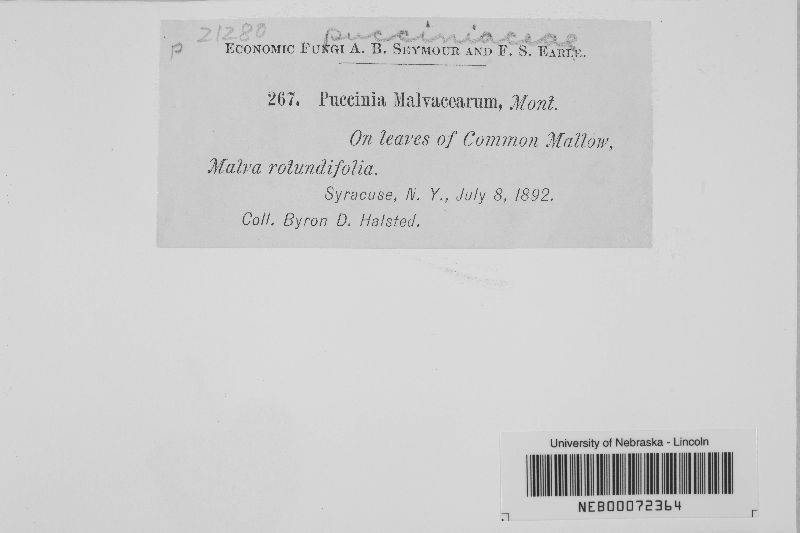 p 21280 pucciniaceae
ECONOMIC FUNGI A. B. SEYMOUR AND F. S. EARLE.
267. Puccinia Malvacearum, Mont.
On leaves of Common Mallow,
Malva rotundifolia.
Syracuse, N. Y., July 8, 1892.
Coll. Byron D. Halsted.
University of Nebraska - Lincoln
NEB00072364